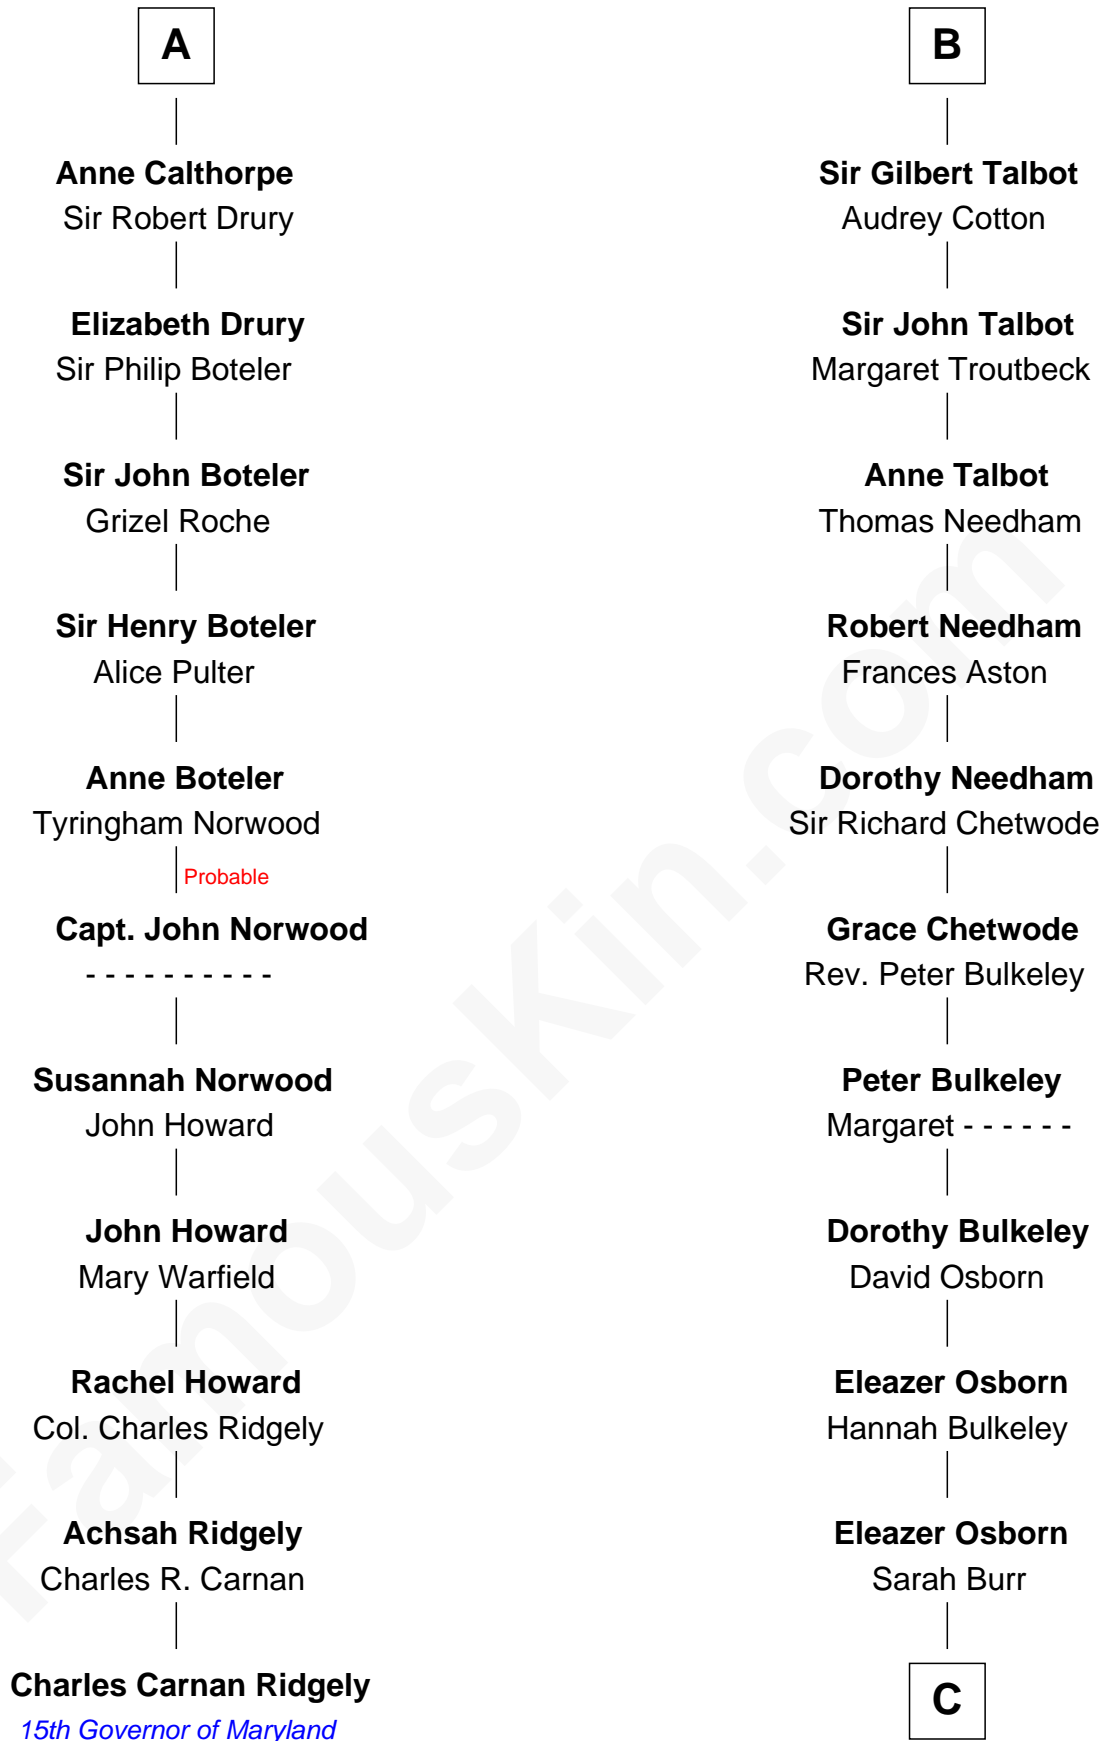 A
Anne Calthorpe
Sir Robert Drury
Elizabeth Drury
Sir Philip Boteler
Sir John Boteler
Grizel Roche
Sir Henry Boteler
Alice Pulter
Anne Boteler
Tyringham Norwood
Probable
Capt. John Norwood
- - - - - - - - - -
Susannah Norwood
John Howard
John Howard
Mary Warfield
Rachel Howard
Col. Charles Ridgely
Achsah Ridgely
Charles R. Carnan
Charles Carnan Ridgely
15th Governor of Maryland
B
Sir Gilbert Talbot
Audrey Cotton
Sir John Talbot
Margaret Troutbeck
Anne Talbot
Thomas Needham
Robert Needham
Frances Aston
Dorothy Needham
Sir Richard Chetwode
Grace Chetwode
Rev. Peter Bulkeley
Peter Bulkeley
Margaret - - - - - -
Dorothy Bulkeley
David Osborn
Eleazer Osborn
Hannah Bulkeley
Eleazer Osborn
Sarah Burr
C
FamousKin.com